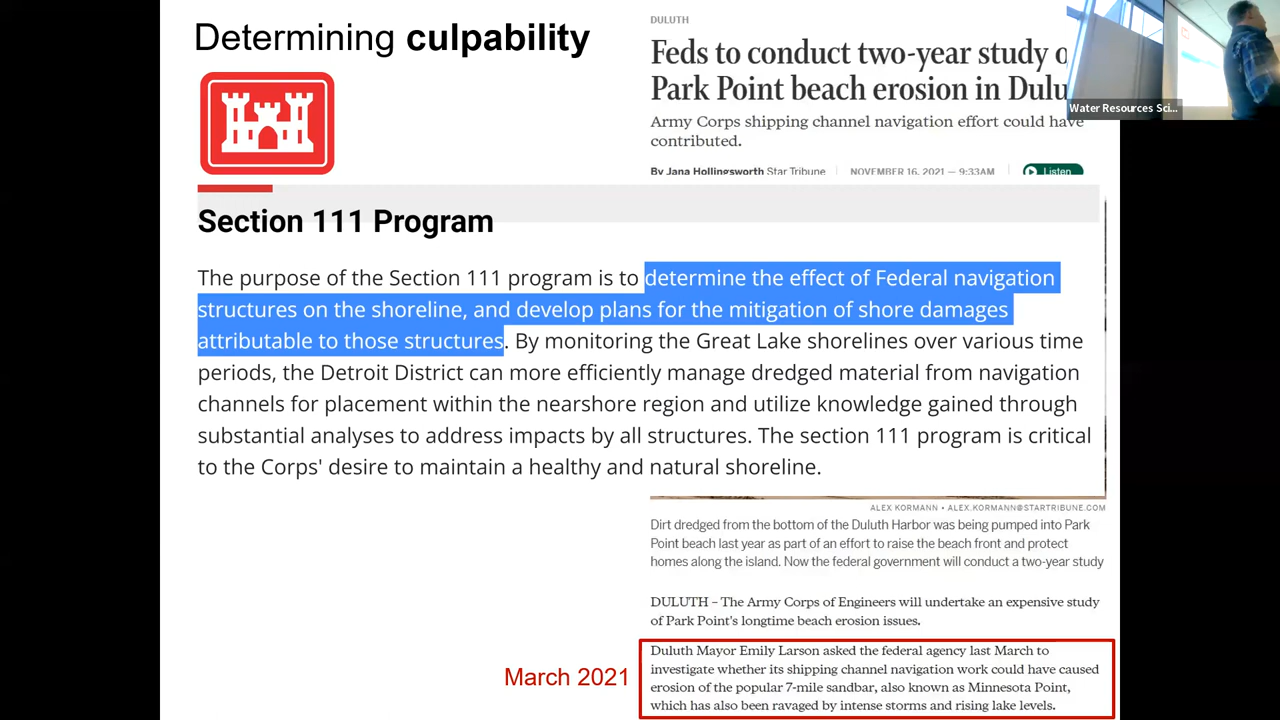 Determining culpability
DULUTH
Feds to conduct two-year study o
Park Point beach erosion in Dulu
Army Corps shipping channel navigation effort could have
contributed.
By Jana Hollingsworth Star Tribune
NOVEMBER 16, 2021 — 9:33AM
Listen
Water Resources Sci...
Section 111 Program
The purpose of the Section 111 program is to determine the effect of Federal navigation
structures on the shoreline, and develop plans for the mitigation of shore damages
attributable to those structures. By monitoring the Great Lake shorelines over various time
periods, the Detroit District can more efficiently manage dredged material from navigation
channels for placement within the nearshore region and utilize knowledge gained through
substantial analyses to address impacts by all structures. The section 111 program is critical
to the Corps' desire to maintain a healthy and natural shoreline.
ALEX KORMANN • ALEX.KORMANN@STARTRIBUNE.COM
Dirt dredged from the bottom of the Duluth Harbor was being pumped into Park
Point beach last year as part of an effort to raise the beach front and protect
homes along the island. Now the federal government will conduct a two-year study
DULUTH – The Army Corps of Engineers will undertake an expensive study
of Park Point's longtime beach erosion issues.
March 2021
Duluth Mayor Emily Larson asked the federal agency last March to
investigate whether its shipping channel navigation work could have caused
erosion of the popular 7-mile sandbar, also known as Minnesota Point,
which has also been ravaged by intense storms and rising lake levels.